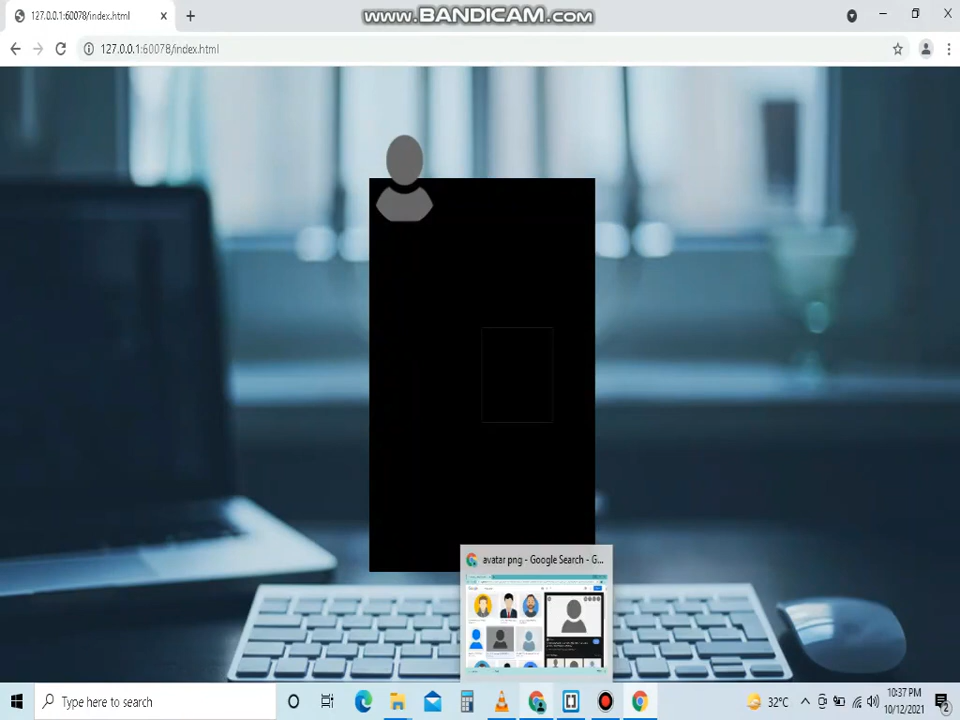 127.0.0.1:60078/index.html
www.BANDICAM.com
127.0.0.1:60078/index.html
avatar png - Google Search - G...
Type here to search
32°C
10:37 PM
10/12/2021
2